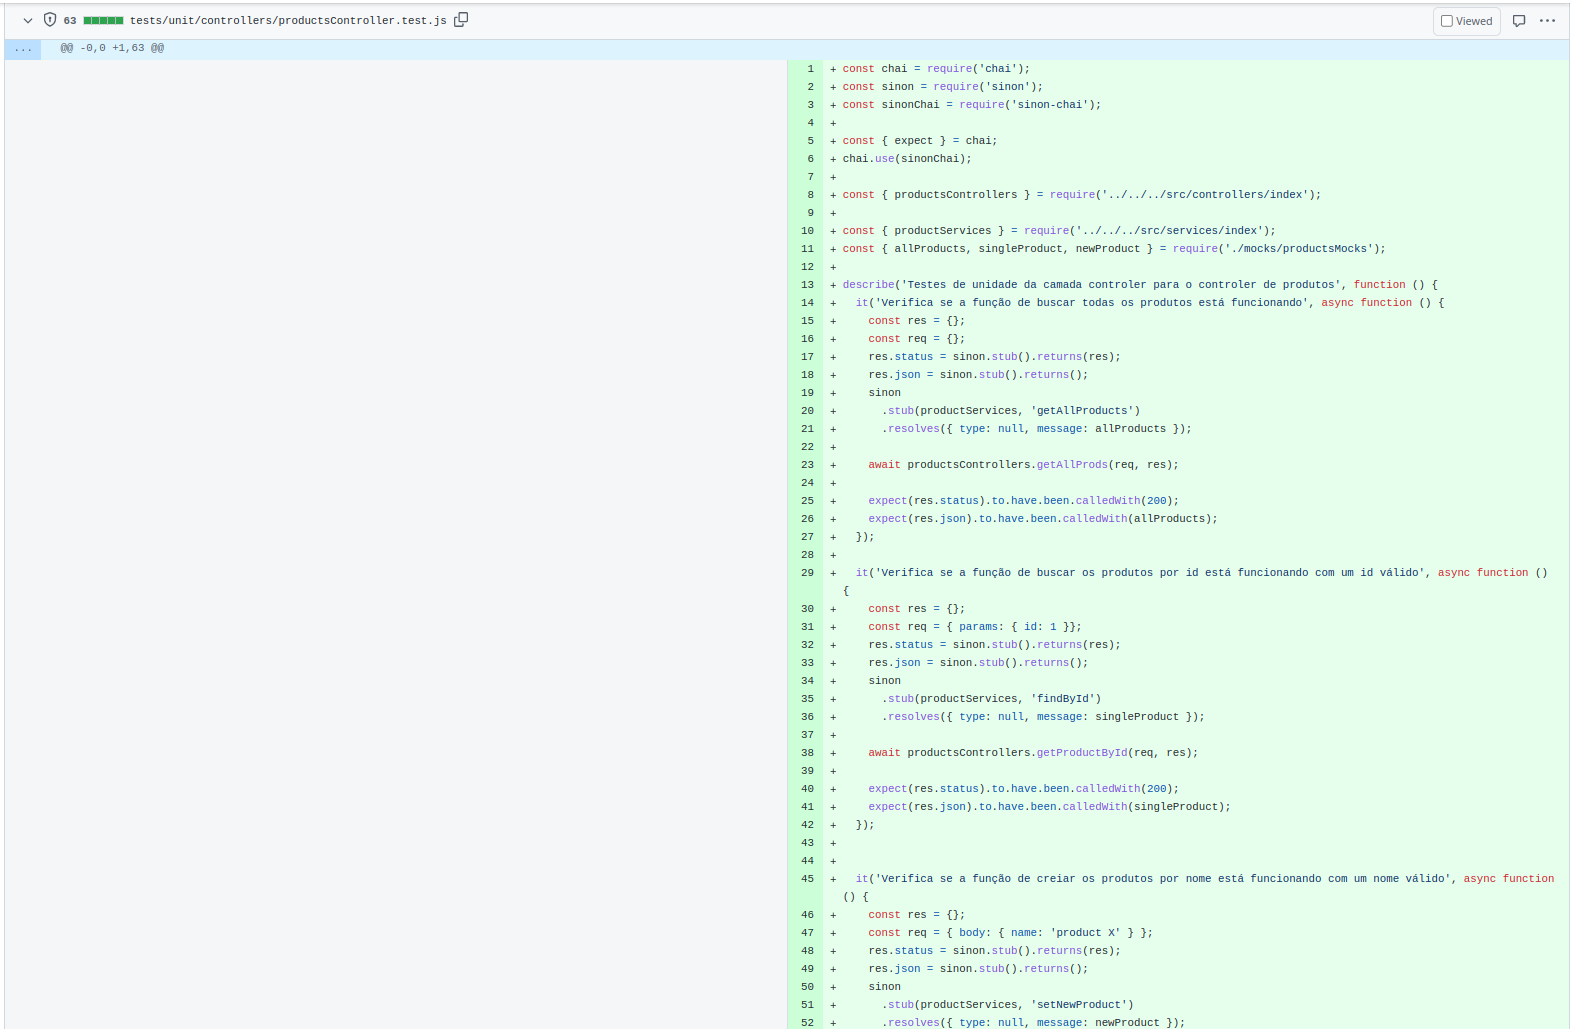 63 tests/unit/controllers/productsController.test.js Viewed ...
... @@ -0,0 +1,63 @@
1 + const chai = require('chai');
2 + const sinon = require('sinon');
3 + const sinonChai = require('sinon-chai');
4 +
5 + const { expect } = chai;
6 + chai.use(sinonChai);
7 +
8 + const { productsControllers } = require('../../../src/controllers/index');
9 +
10 + const { productServices } = require('../../../src/services/index');
11 + const { allProducts, singleProduct, newProduct } = require('./mocks/productsMocks');
12 +
13 + describe('Testes de unidade da camada controler para o controler de produtos', function () {
14 +   it('Verifica se a função de buscar todas os produtos está funcionando', async function () {
15 +     const res = {};
16 +     const req = {};
17 +     res.status = sinon.stub().returns(res);
18 +     res.json = sinon.stub().returns();
19 +     sinon
20 +       .stub(productServices, 'getAllProducts')
21 +       .resolves({ type: null, message: allProducts });
22 +
23 +     await productsControllers.getAllProds(req, res);
24 +
25 +     expect(res.status).to.have.been.calledWith(200);
26 +     expect(res.json).to.have.been.calledWith(allProducts);
27 +   });
28 +
29 +   it('Verifica se a função de buscar os produtos por id está funcionando com um id válido', async function ()
{
30 +     const res = {};
31 +     const req = { params: { id: 1 }};
32 +     res.status = sinon.stub().returns(res);
33 +     res.json = sinon.stub().returns();
34 +     sinon
35 +       .stub(productServices, 'findById')
36 +       .resolves({ type: null, message: singleProduct });
37 +
38 +     await productsControllers.getProductById(req, res);
39 +
40 +     expect(res.status).to.have.been.calledWith(200);
41 +     expect(res.json).to.have.been.calledWith(singleProduct);
42 +   });
43 +
44 +
45 +   it('Verifica se a função de creiar os produtos por nome está funcionando com um nome válido', async function
() {
46 +     const res = {};
47 +     const req = { body: { name: 'product X' } };
48 +     res.status = sinon.stub().returns(res);
49 +     res.json = sinon.stub().returns();
50 +     sinon
51 +       .stub(productServices, 'setNewProduct')
52 +       .resolves({ type: null, message: newProduct });